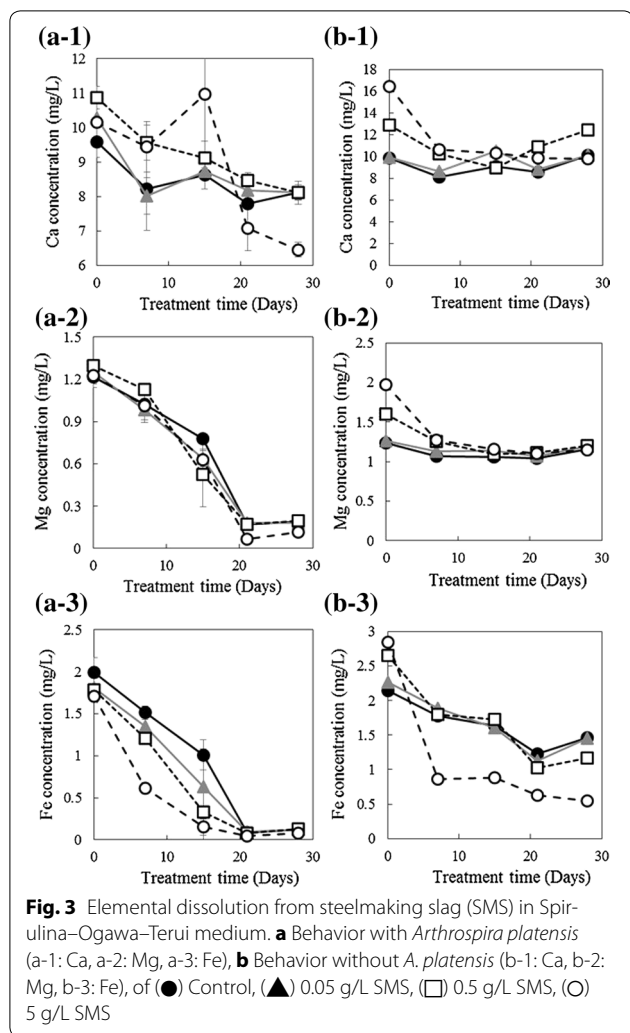 (a-1)
Ca concentration (mg/L)
12
11
10
9
8
7
6
0 10 20 30
Treatment time (Days)
(b-1)
Ca concentration (mg/L)
18
16
14
12
10
8
6
4
2
0
0 10 20 30
Treatment time (Days)
(a-2)
Mg concentration (mg/L)
1.5
1.2
0.9
0.6
0.3
0
0 10 20 30
Treatment time (Days)
(b-2)
Mg concentration (mg/L)
2.5
2
1.5
1
0.5
0
0 10 20 30
Treatment time (Days)
(a-3)
Fe concentration (mg/L)
2.5
2
1.5
1
0.5
0
0 10 20 30
Treatment time (Days)
(b-3)
Fe concentration (mg/L)
3
2.5
2
1.5
1
0.5
0
0 10 20 30
Treatment time (Days)
Fig. 3 Elemental dissolution from steelmaking slag (SMS) in Spir-
ulina–Ogawa–Terui medium. a Behavior with Arthrospira platensis
(a-1: Ca, a-2: Mg, a-3: Fe), b Behavior without A. platensis (b-1: Ca, b-2:
Mg, b-3: Fe), of (●) Control, (▲) 0.05 g/L SMS, (□) 0.5 g/L SMS, (○)
5 g/L SMS